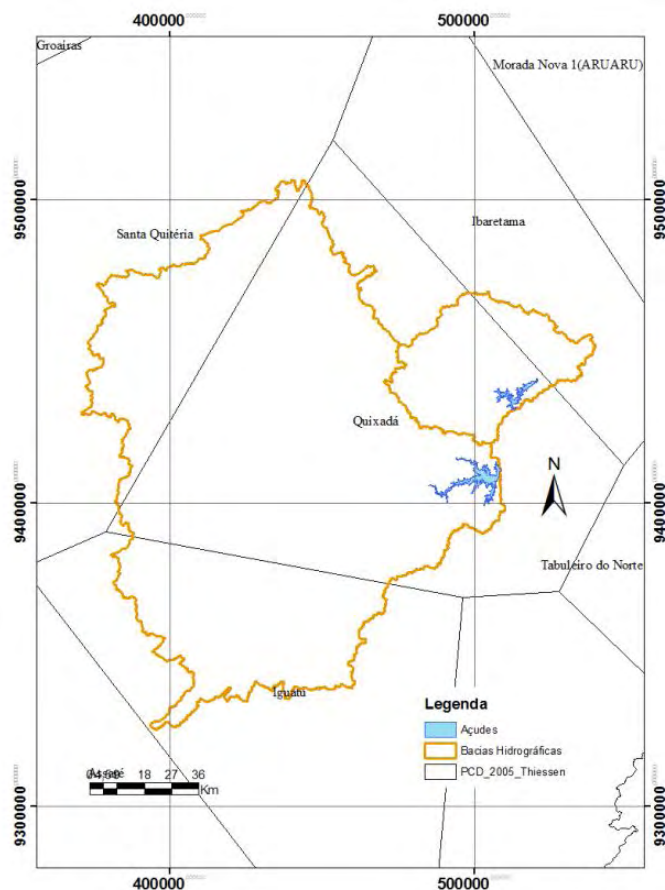 400000 500000
Groaíras
Morada Nova 1(ARUARU)
9500000 9500000
Ibaretama
Santa Quitéria
Quixadá
N
9400000 9400000
Tabuleiro do Norte
Iguatu
Legenda
Açudes
Bacias Hidrográficas
PCD_2005_Thiessen
18 27 36
Km
9300000 9300000
400000 500000